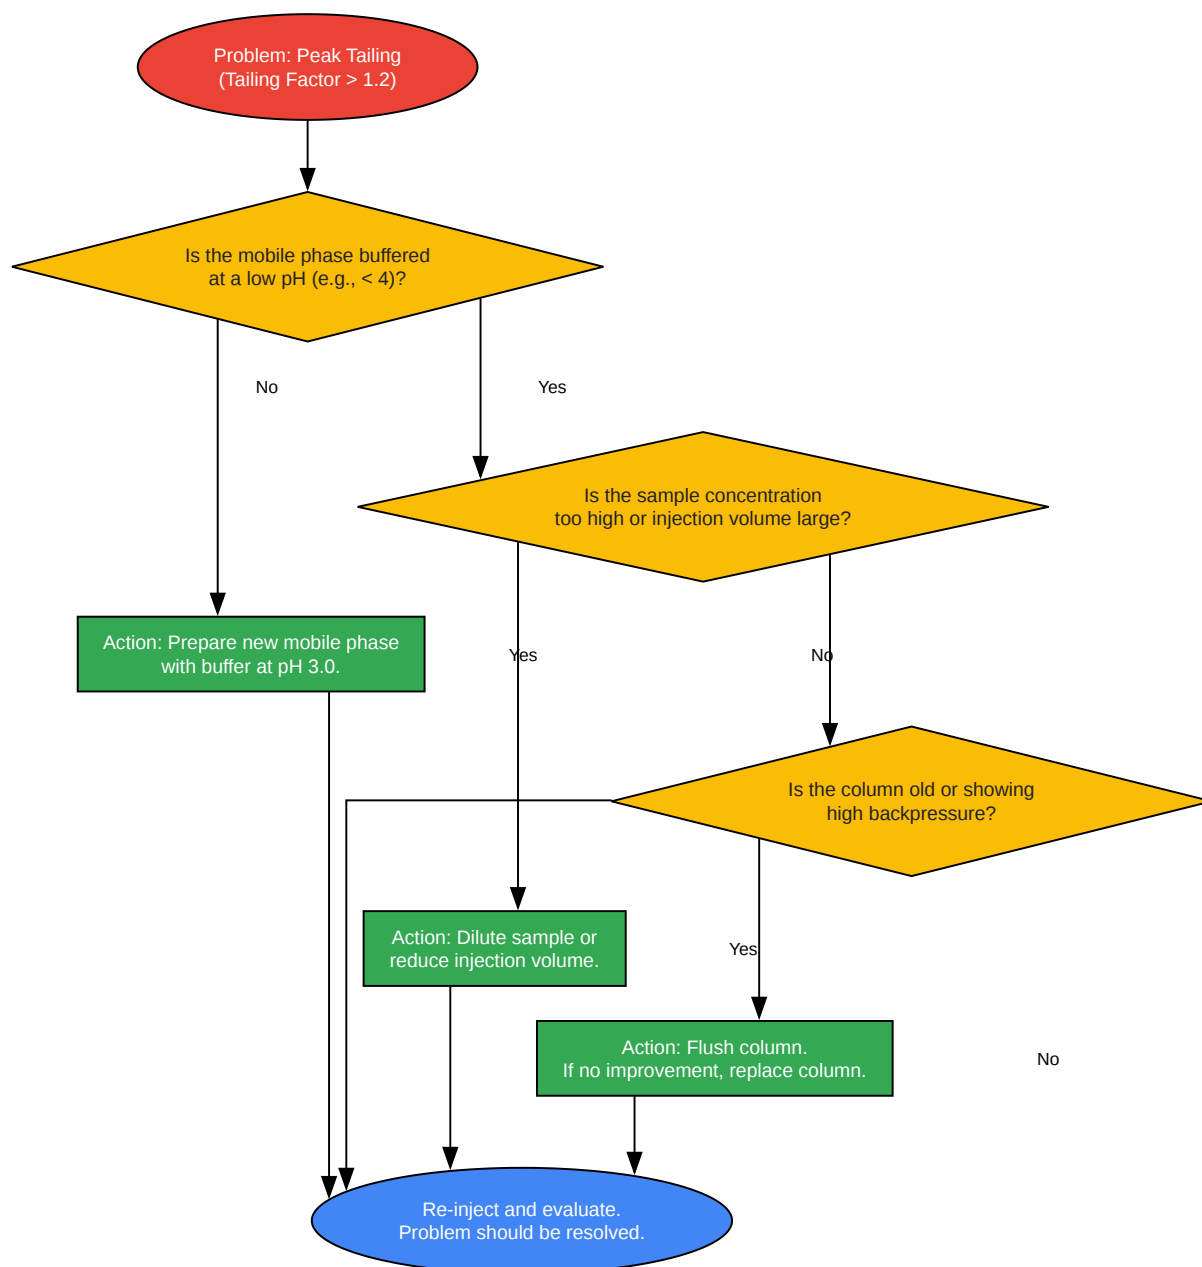 Problem: Peak Tailing
(Tailing Factor > 1.2)
Is the mobile phase buffered
at a low pH (e.g., < 4)?
No
Yes
Is the sample concentration
too high or injection volume large?
Action: Prepare new mobile phase
with buffer at pH 3.0.
Yes
No
Is the column old or showing
high backpressure?
Action: Dilute sample or
reduce injection volume.
Yes
Action: Flush column.
If no improvement, replace column.
No
Re-inject and evaluate.
Problem should be resolved.